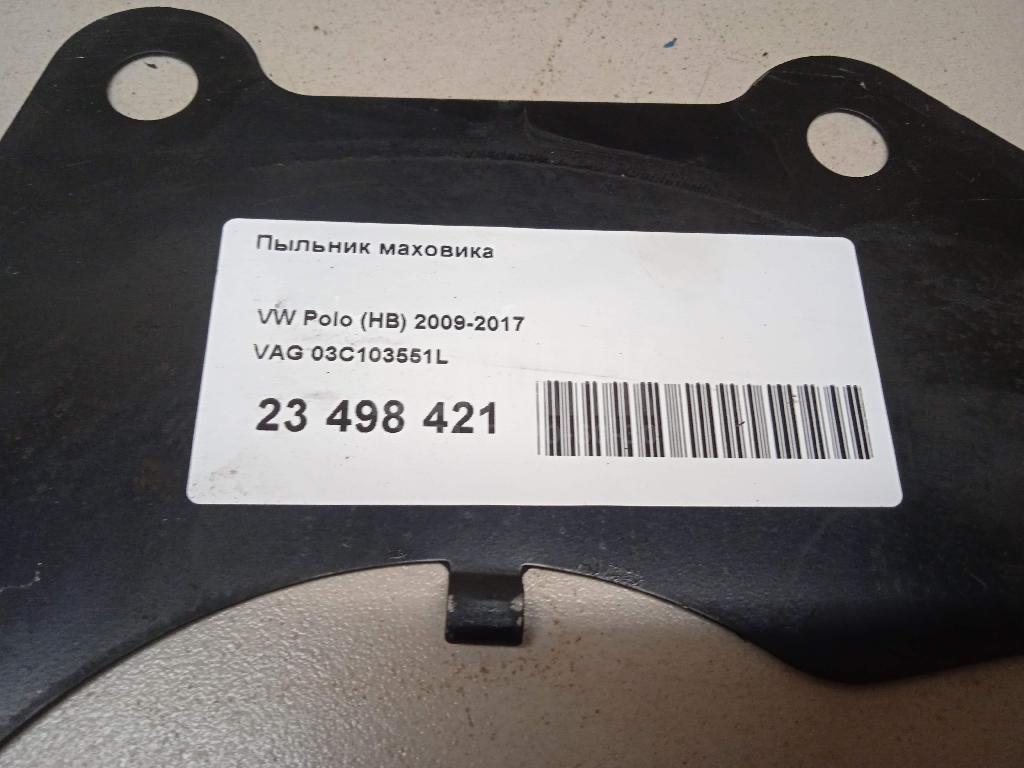 Пыльник маховика
VW Polo (HB) 2009-2017
VAG 03C103551L
23 498 421